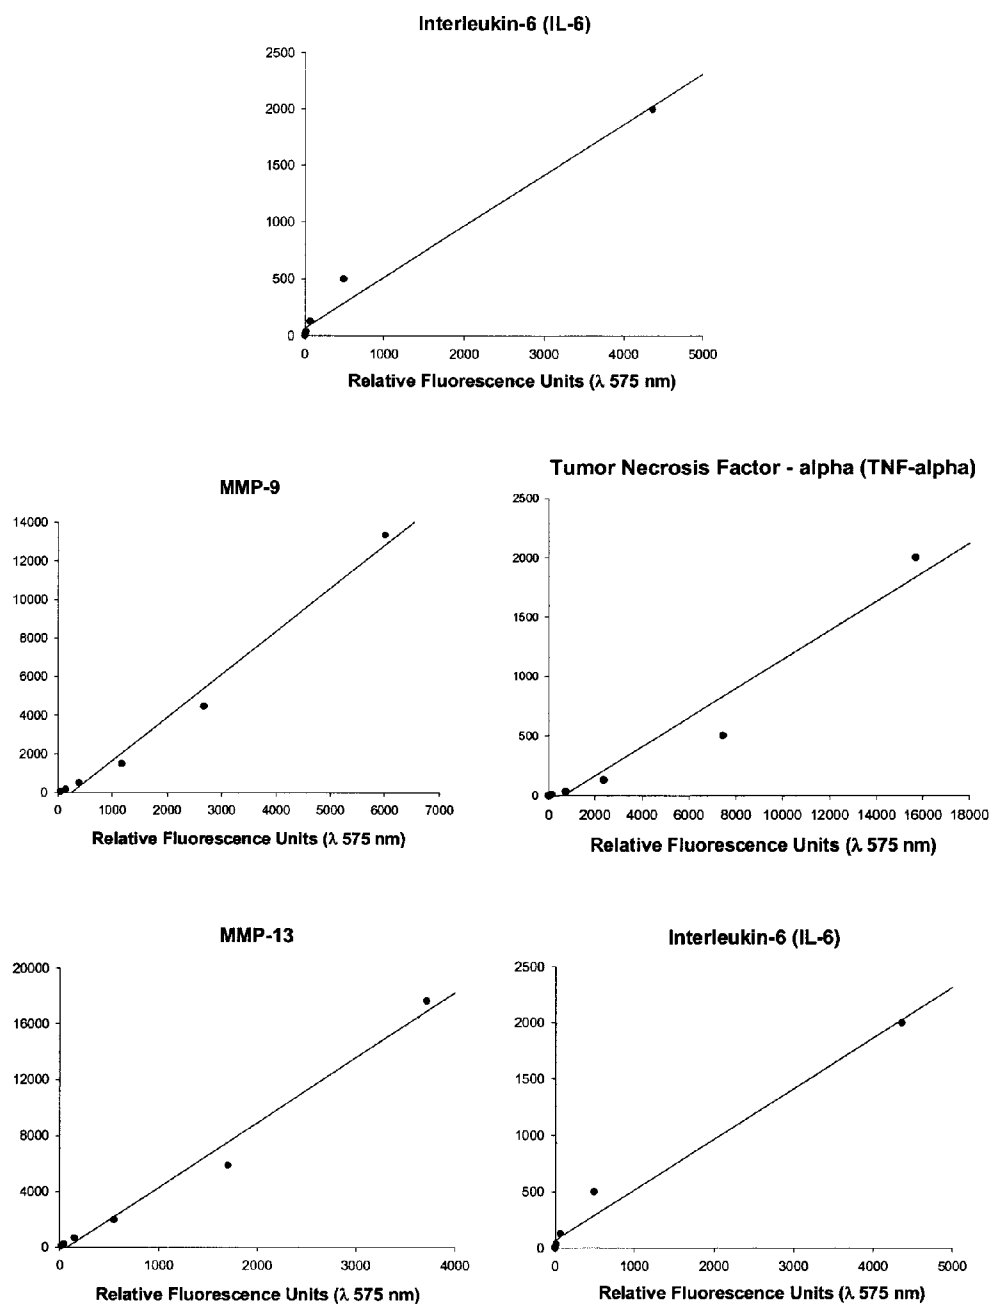 Interleukin-6 (IL-6)
2500
2000
1500
1000
500
0
0 1000 2000 3000 4000 5000
Relative Fluorescence Units (λ 575 nm)
MMP-9
14000
12000
10000
8000
6000
4000
2000
0
0 1000 2000 3000 4000 5000 6000 7000
Relative Fluorescence Units (λ 575 nm)
Tumor Necrosis Factor - alpha (TNF-alpha)
2500
2000
1500
1000
500
0
0 2000 4000 6000 8000 10000 12000 14000 16000 18000
Relative Fluorescence Units (λ 575 nm)
MMP-13
20000
16000
12000
8000
4000
0
0 1000 2000 3000 4000
Relative Fluorescence Units (λ 575 nm)
Interleukin-6 (IL-6)
2500
2000
1500
1000
500
0
0 1000 2000 3000 4000 5000
Relative Fluorescence Units (λ 575 nm)